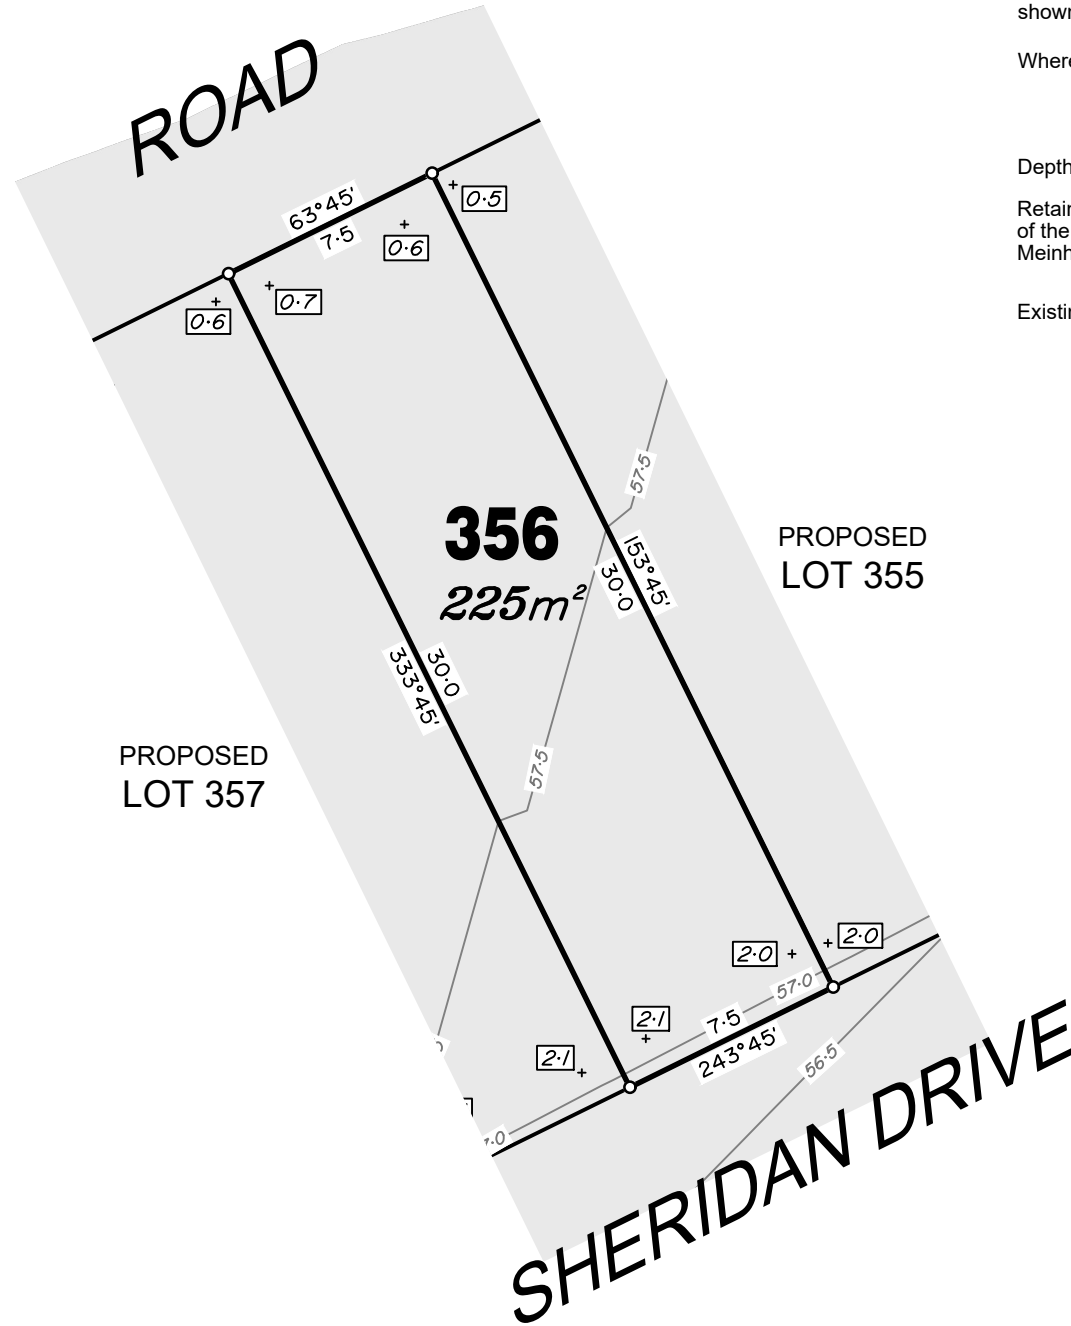 shown
Where
ROAD
Depth
Retain
of the
Meinh
Existin
63°45'
7·5
0·5
0·6
0·7
0·6
57·5
356
225m²
153°45'
30·0
PROPOSED
LOT 355
30·0
333°45'
PROPOSED
LOT 357
57·5
2·0
2·0
57·0
2·1
2·1
7·5
243°45'
56·5
SHERIDAN DRIVE